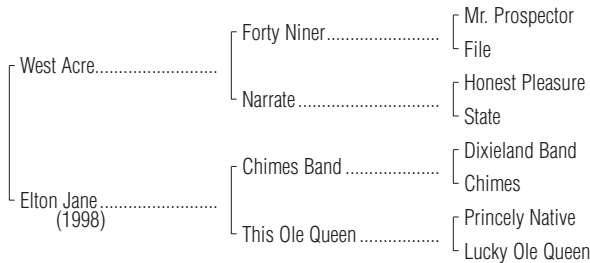 Mr. Prospector
Forty Niner......................
File
West Acre........................
Honest Pleasure
Narrate............................
State
Dixieland Band
Chimes Band ...................
Chimes
Elton Jane.......................
(1998)
Princely Native
This Ole Queen ................
Lucky Ole Queen